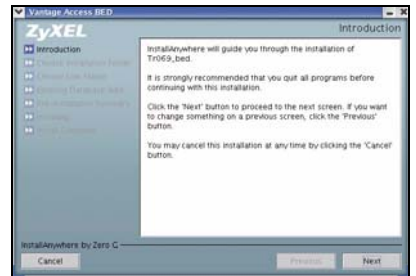 Vantage Access BED
ZyXEL
Introduction
Introduction
InstallAnywhere will guide you through the installation of
Tr069_bed.
It is strongly recommended that you quit all programs before
continuing with this installation.
Click the 'Next' button to proceed to the next screen. If you want
to change something on a previous screen, click the 'Previous'
button.
You may cancel this installation at any time by clicking the 'Cancel'
button.
InstallAnywhere by Zero G
Cancel
Previous
Next